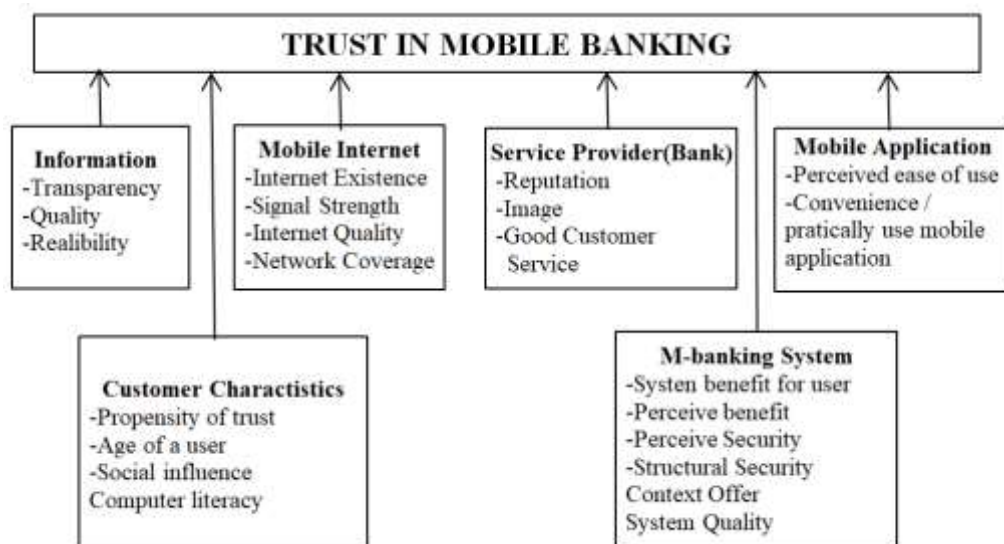 TRUST IN MOBILE BANKING
Information
-Transparency
-Quality
-Realibility
Mobile Internet
-Internet Existence
-Signal Strength
-Internet Quality
-Network Coverage
Service Provider(Bank)
-Reputation
-Image
-Good Customer
Service
Mobile Application
-Perceived ease of use
-Convenience /
pratically use mobile
application
Customer Charactistics
-Propensity of trust
-Age of a user
-Social influence
Computer literacy
M-banking System
-Systen benefit for user
-Perceive benefit
-Perceive Security
-Structural Security
Context Offer
System Quality